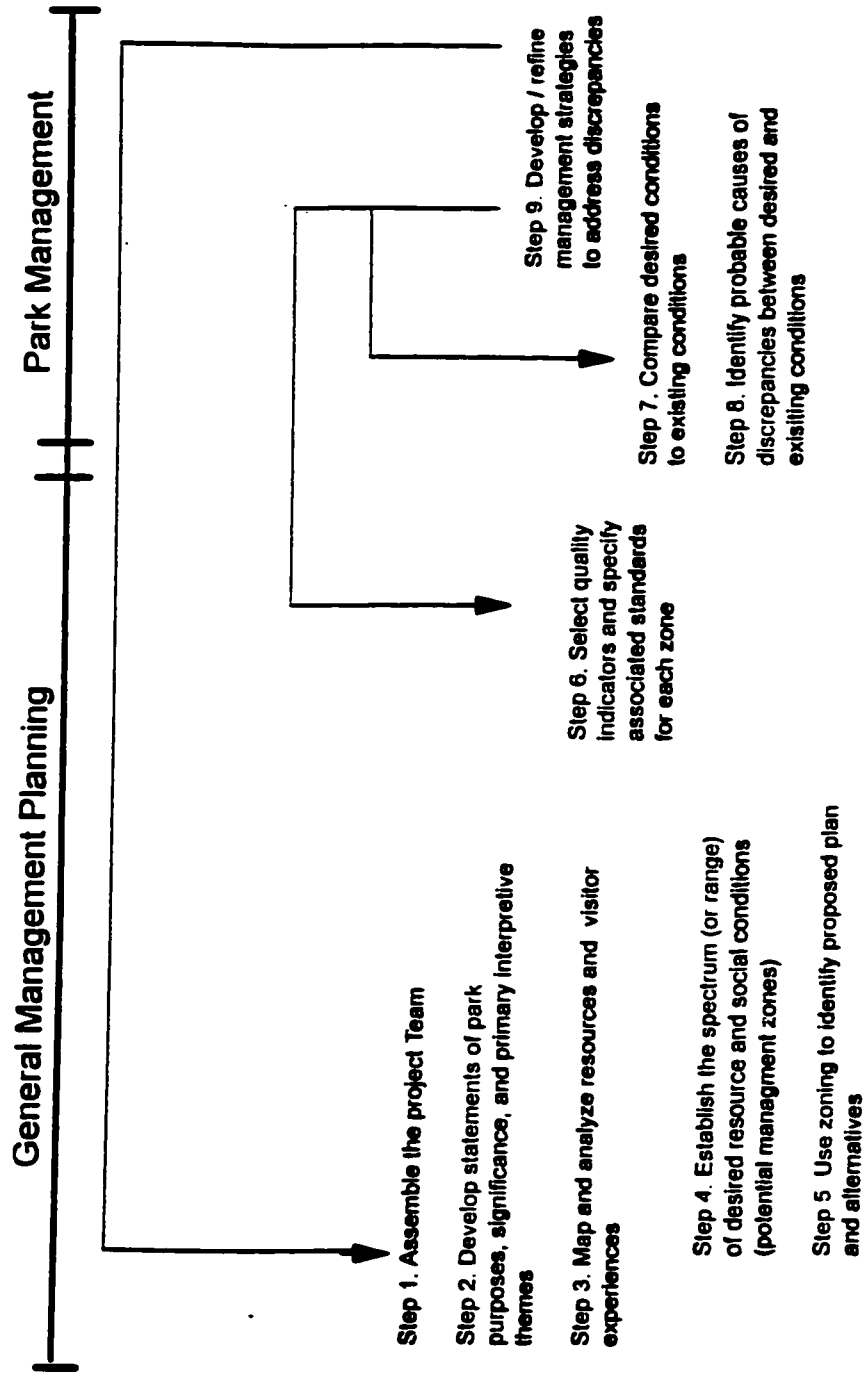 General Management Planning
Park Management
Step 1. Assemble the project Team
Step 2. Develop statements of park
purposes, significance, and primary interpretive
themes
Step 3. Map and analyze resources and visitor
experiences
Step 4. Establish the spectrum (or range)
of desired resource and social conditions
(potential managment zones)
Step 5 Use zoning to identify proposed plan
and alternatives
Step 6. Select quality
indicators and specify
associated standards
for each zone
Step 7. Compare desired conditions
to existing conditions
Step 8. Identify probable causes of
discrepancies between desired and
exisiting conditions
Step 9. Develop / refine
management strategies
to address discrepancies